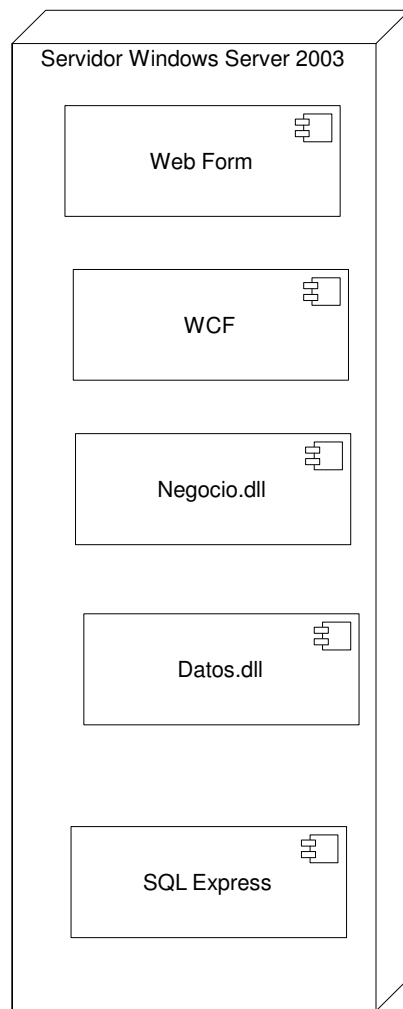 Servidor Windows Server 2003
Web Form
WCF
Negocio.dll
Datos.dll
SQL Express